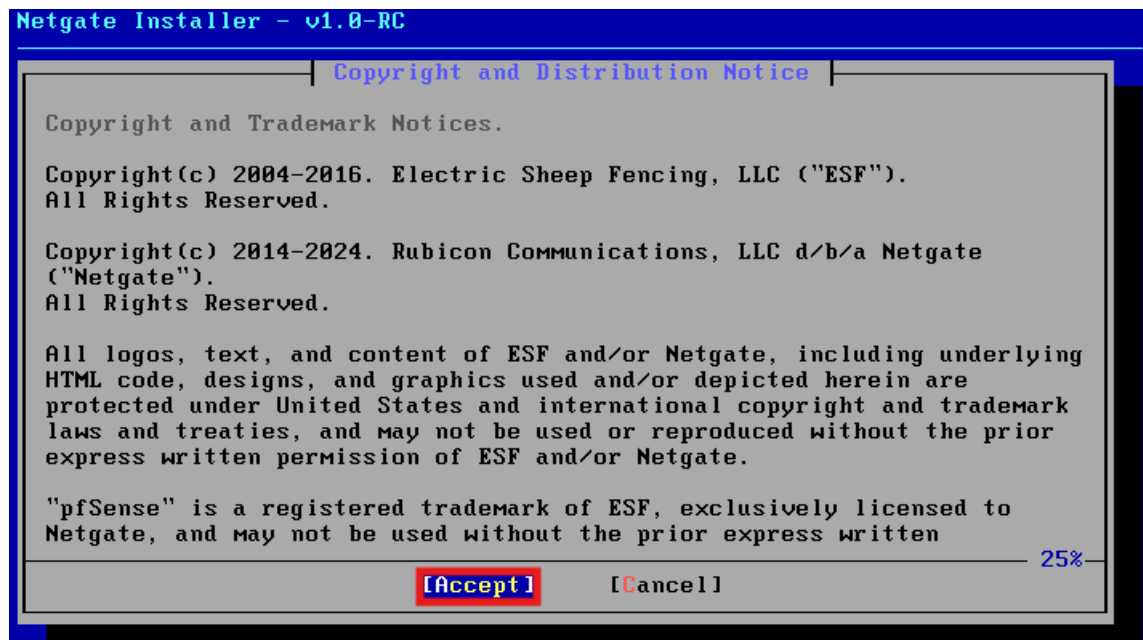 Netgate Installer - v1.0-RC
Copyright and Distribution Notice
Copyright and Trademark Notices.
Copyright(c) 2004-2016. Electric Sheep Fencing, LLC ("ESF").
All Rights Reserved.
Copyright(c) 2014-2024. Rubicon Communications, LLC d/b/a Netgate
("Netgate").
All Rights Reserved.
All logos, text, and content of ESF and/or Netgate, including underlying
HTML code, designs, and graphics used and/or depicted herein are
protected under United States and international copyright and trademark
laws and treaties, and may not be used or reproduced without the prior
express written permission of ESF and/or Netgate.
"pfSense" is a registered trademark of ESF, exclusively licensed to
Netgate, and may not be used without the prior express written
25%
[Accept] [Cancel]